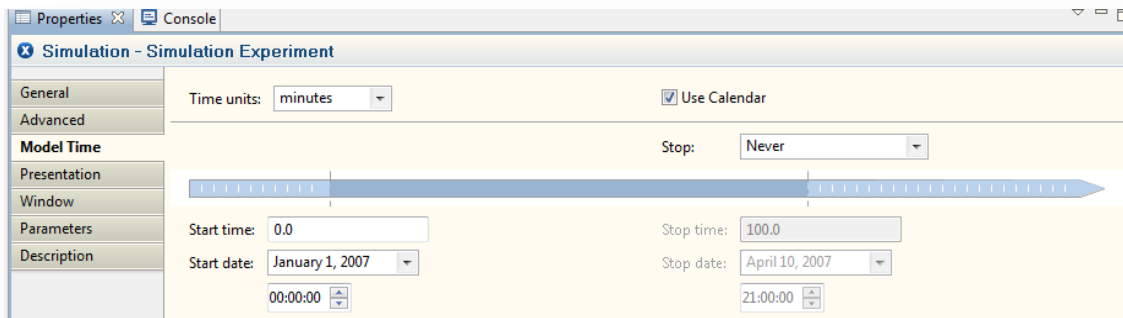 Properties Console
Simulation - Simulation Experiment
General
Advanced
Model Time
Presentation
Window
Parameters
Description
Time units: minutes
Use Calendar
Stop: Never
Start time: 0.0
Stop time: 100.0
Start date: January 1, 2007
Stop date: April 10, 2007
00:00:00
21:00:00